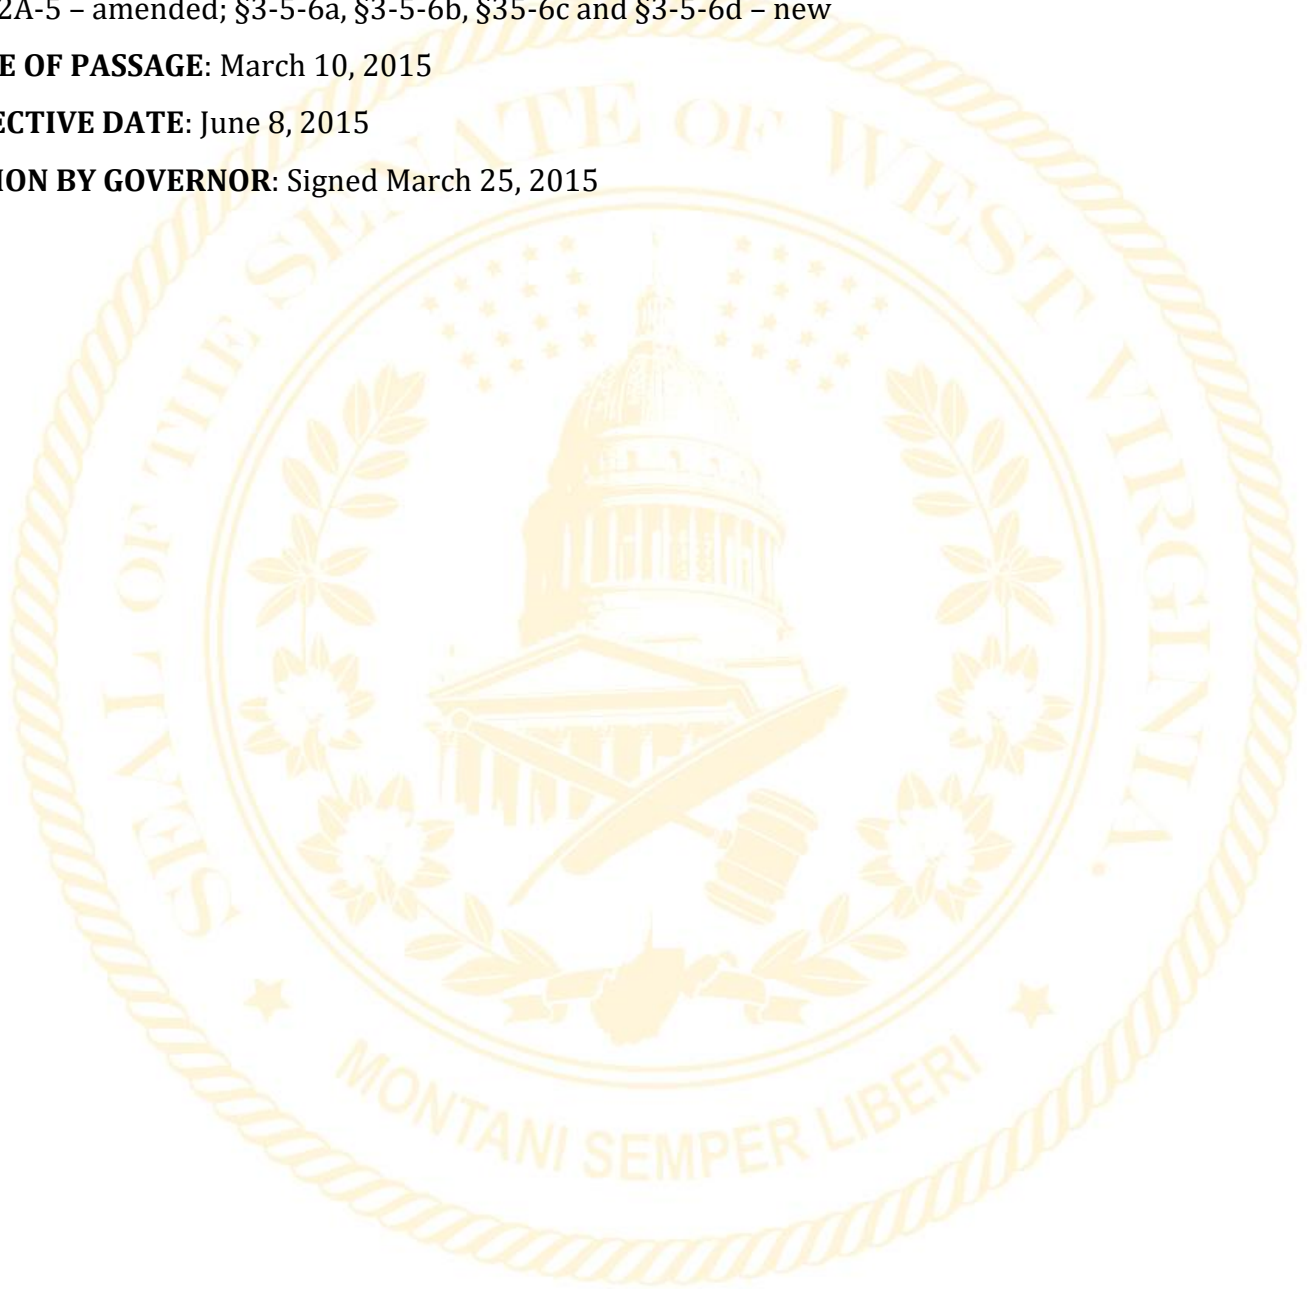 2A-5 – amended; §3-5-6a, §3-5-6b, §35-6c and §3-5-6d – new
E OF PASSAGE: March 10, 2015
ECTIVE DATE: June 8, 2015
ION BY GOVERNOR: Signed March 25, 2015
SEAL OF THE SENATE OF WEST VIRGINIA.
MONTANI SEMPER LIBERI